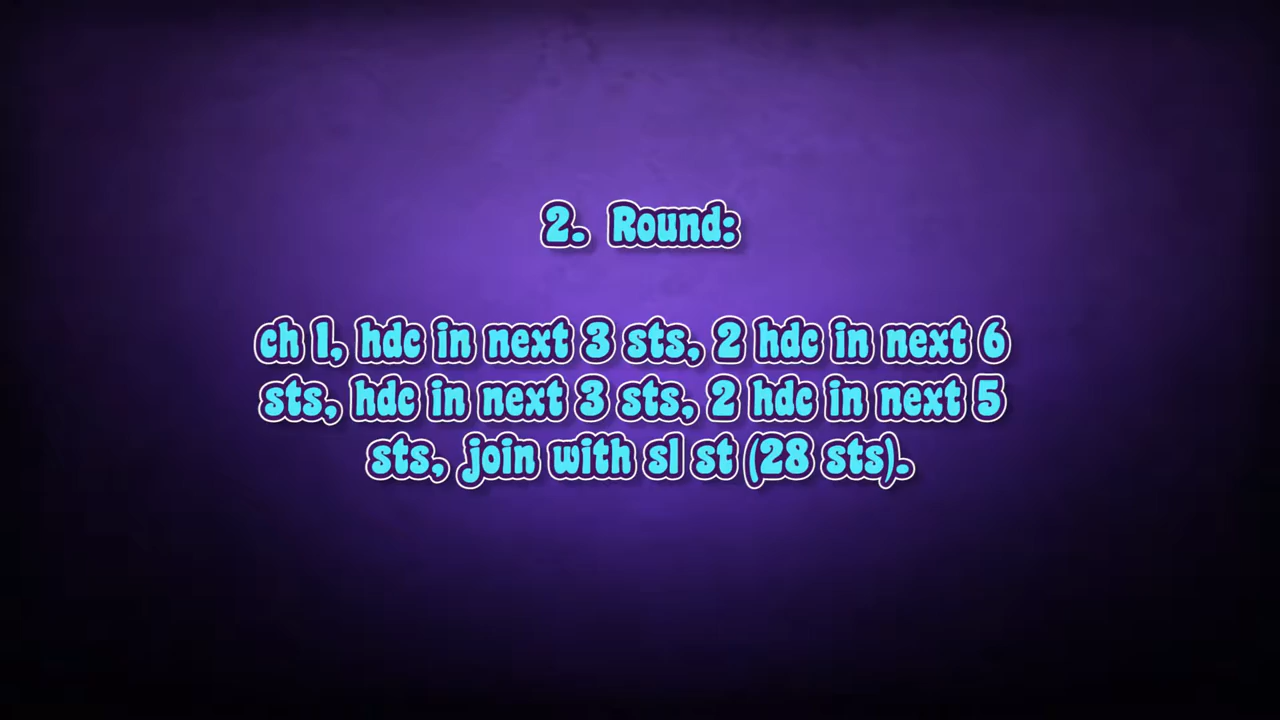 2. Round:
ch 1, hdc in next 3 sts, 2 hdc in next 6
sts, hdc in next 3 sts, 2 hdc in next 5
sts, join with sl st (28 sts).